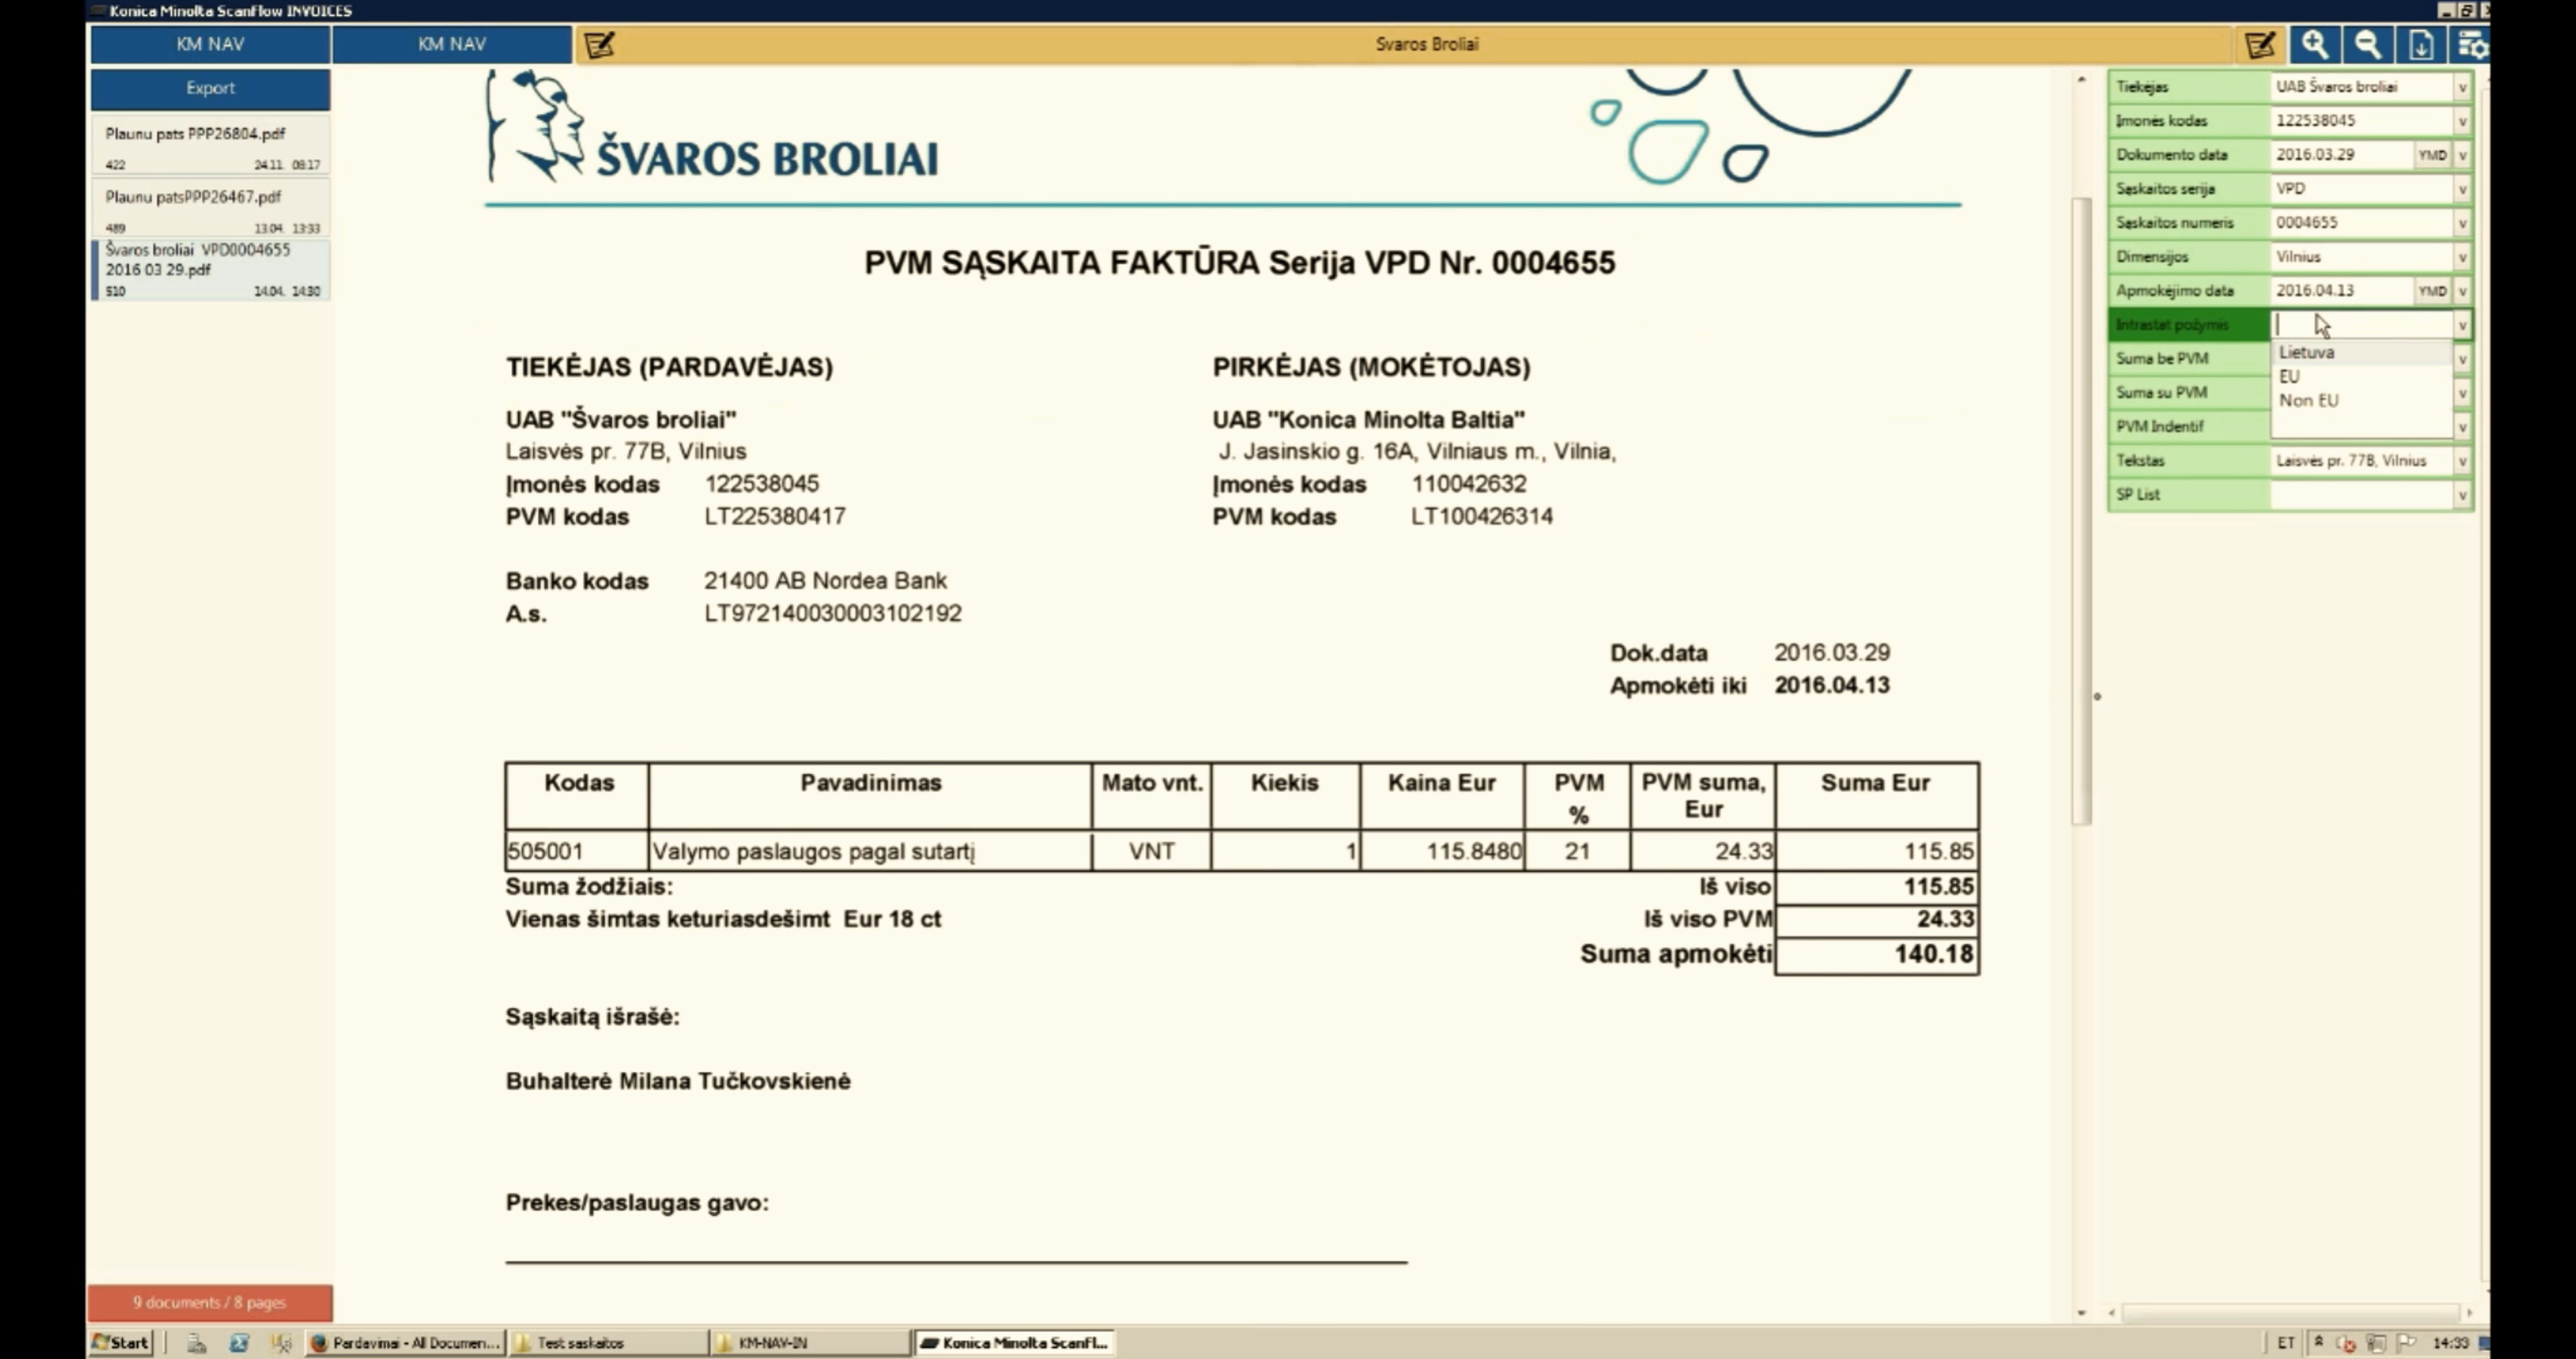 Konica Minolta ScanFlow INVOICES
KM NAV
KM NAV
Svaros Broliai
Export
Plaunu pats PPP26804.pdf
422 24.11. 08:17
Plaunu patsPPP26467.pdf
489 13.04. 13:33
Švaros broliai VPD0004655
2016 03 29.pdf
510 14.04. 14:30
9 documents / 8 pages
ŠVAROS BROLIAI
PVM SĄSKAITA FAKTŪRA Serija VPD Nr. 0004655
TIEKĖJAS (PARDAVĖJAS)
UAB "Švaros broliai"
Laisvės pr. 77B, Vilnius
Įmonės kodas 122538045
PVM kodas LT225380417
Banko kodas 21400 AB Nordea Bank
A.s. LT972140030003102192
PIRKĖJAS (MOKĖTOJAS)
UAB "Konica Minolta Baltia"
J. Jasinskio g. 16A, Vilniaus m., Vilnia,
Įmonės kodas 110042632
PVM kodas LT100426314
Dok.data 2016.03.29
Apmokėti iki 2016.04.13
Kodas Pavadinimas Mato vnt. Kiekis Kaina Eur PVM % PVM suma, Eur Suma Eur
505001 Valymo paslaugos pagal sutartį VNT 1 115.8480 21 24.33 115.85
Suma žodžiais: Iš viso 115.85
Vienas šimtas keturiasdešimt Eur 18 ct Iš viso PVM 24.33
Suma apmokėti 140.18
Sąskaitą išrašė:
Buhalterė Milana Tučkovskienė
Prekes/paslaugas gavo:
Tiekėjas UAB Švaros broliai v
Įmonės kodas 122538045 v
Dokumento data 2016.03.29 YMD v
Sąskaitos serija VPD v
Sąskaitos numeris 0004655 v
Dimensijos Vilnius v
Apmokėjimo data 2016.04.13 YMD v
Intrastat požymis v
Lietuva
EU
Non EU
Suma be PVM v
Suma su PVM v
PVM Indentif v
Tekstas Laisvės pr. 77B, Vilnius v
SP List v
Start
Pardavimai - All Documen...
Test saskaitos
KM-NAV-IN
Konica Minolta ScanFl...
ET
14:33